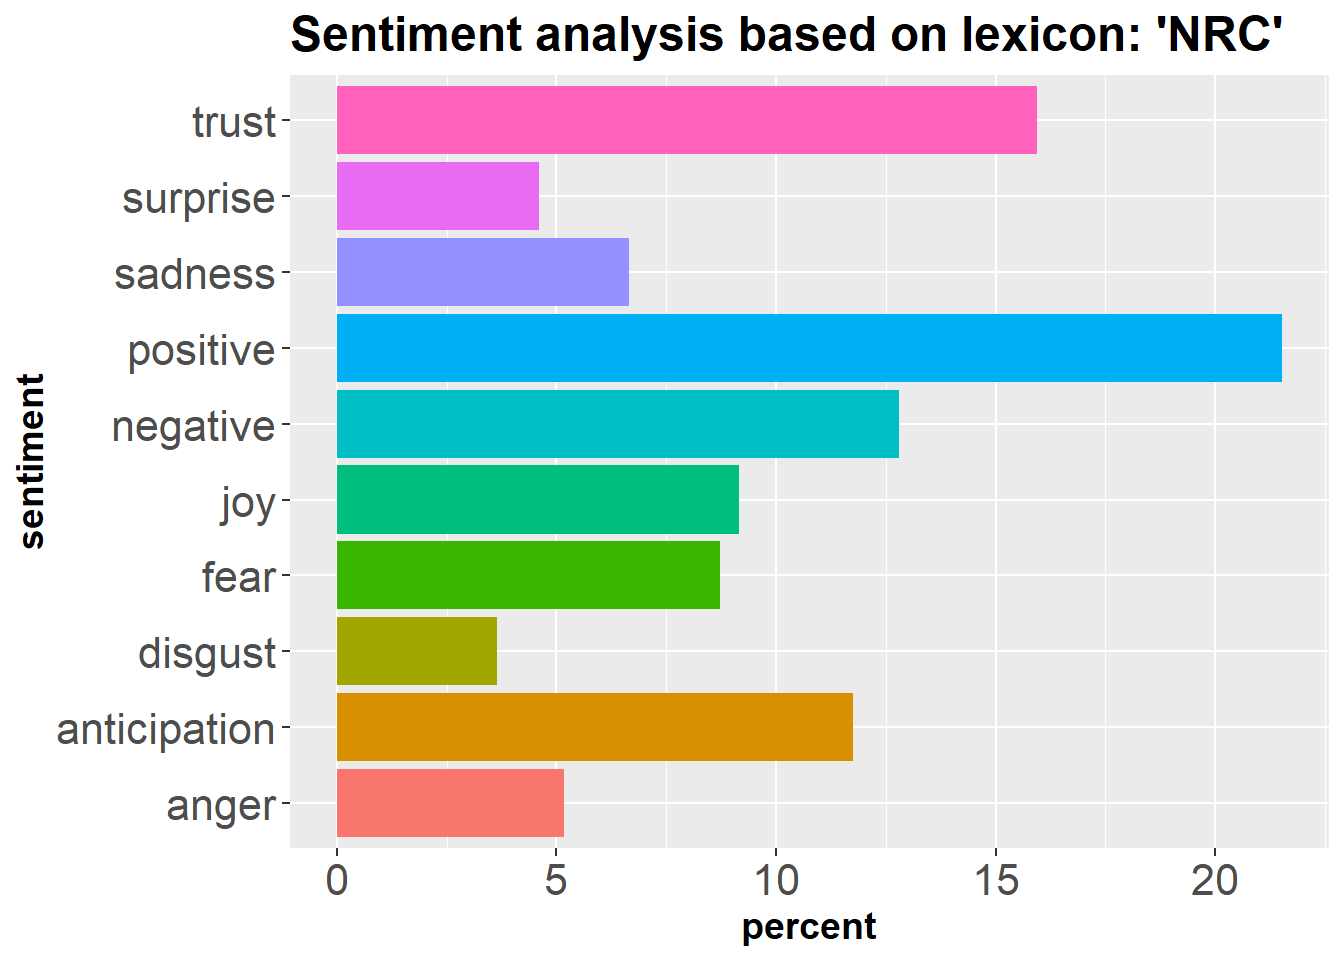 Sentiment analysis based on lexicon: 'NRC'
trust
surprise
sadness
positive
negative
joy
fear
disgust
anticipation
anger
sentiment
0 5 10 15 20
percent